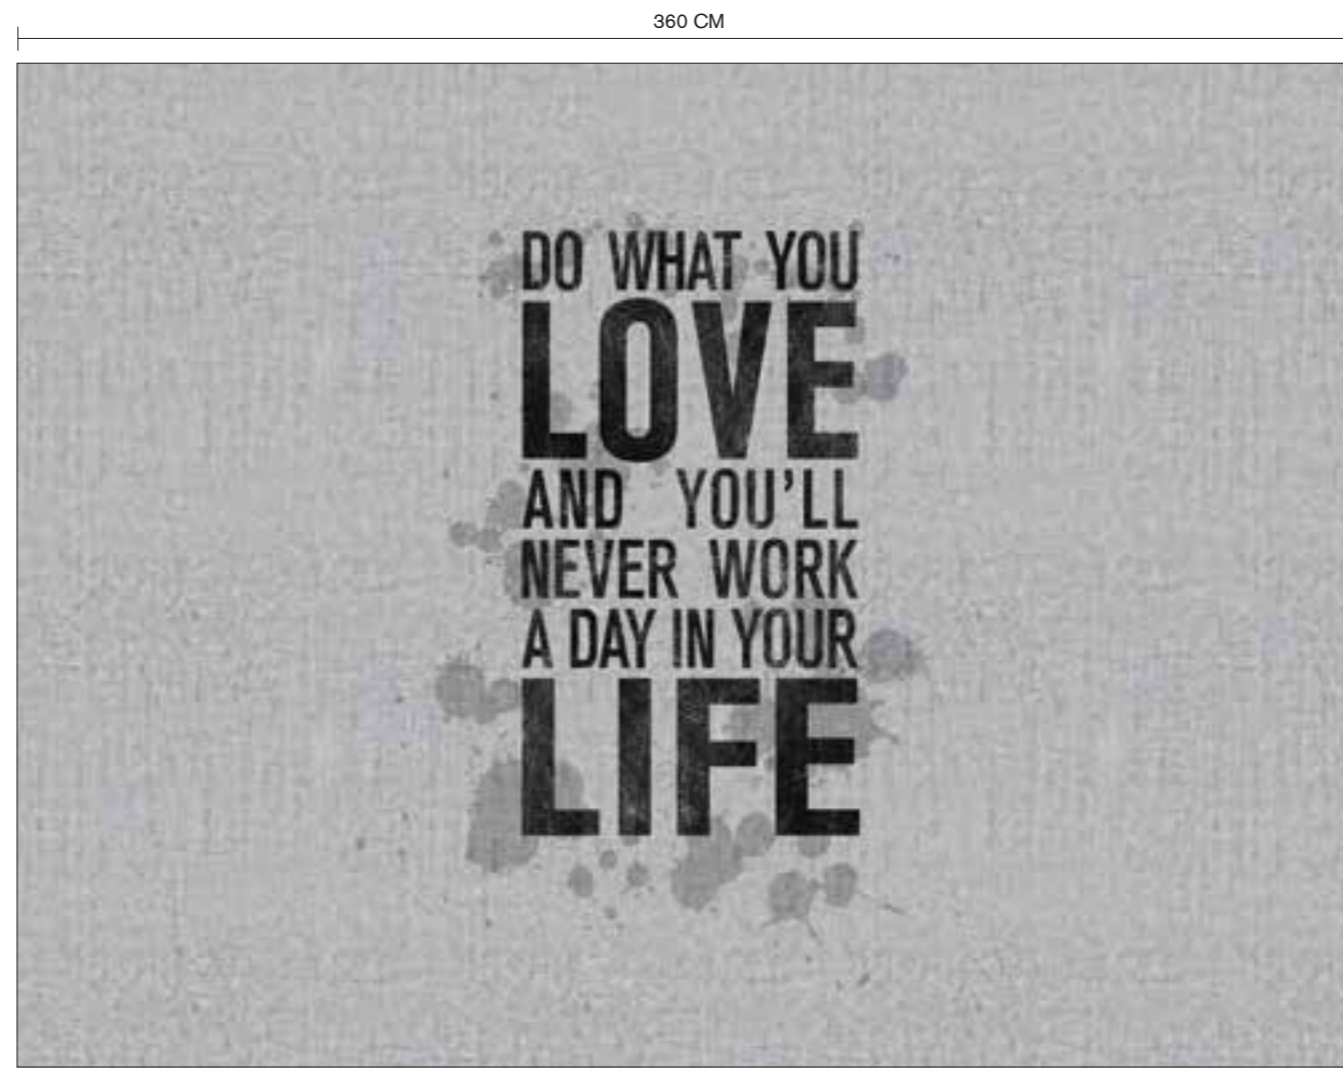 360 CM
DO WHAT YOU
LOVE
AND YOU'LL
NEVER WORK
A DAY IN YOUR
LIFE